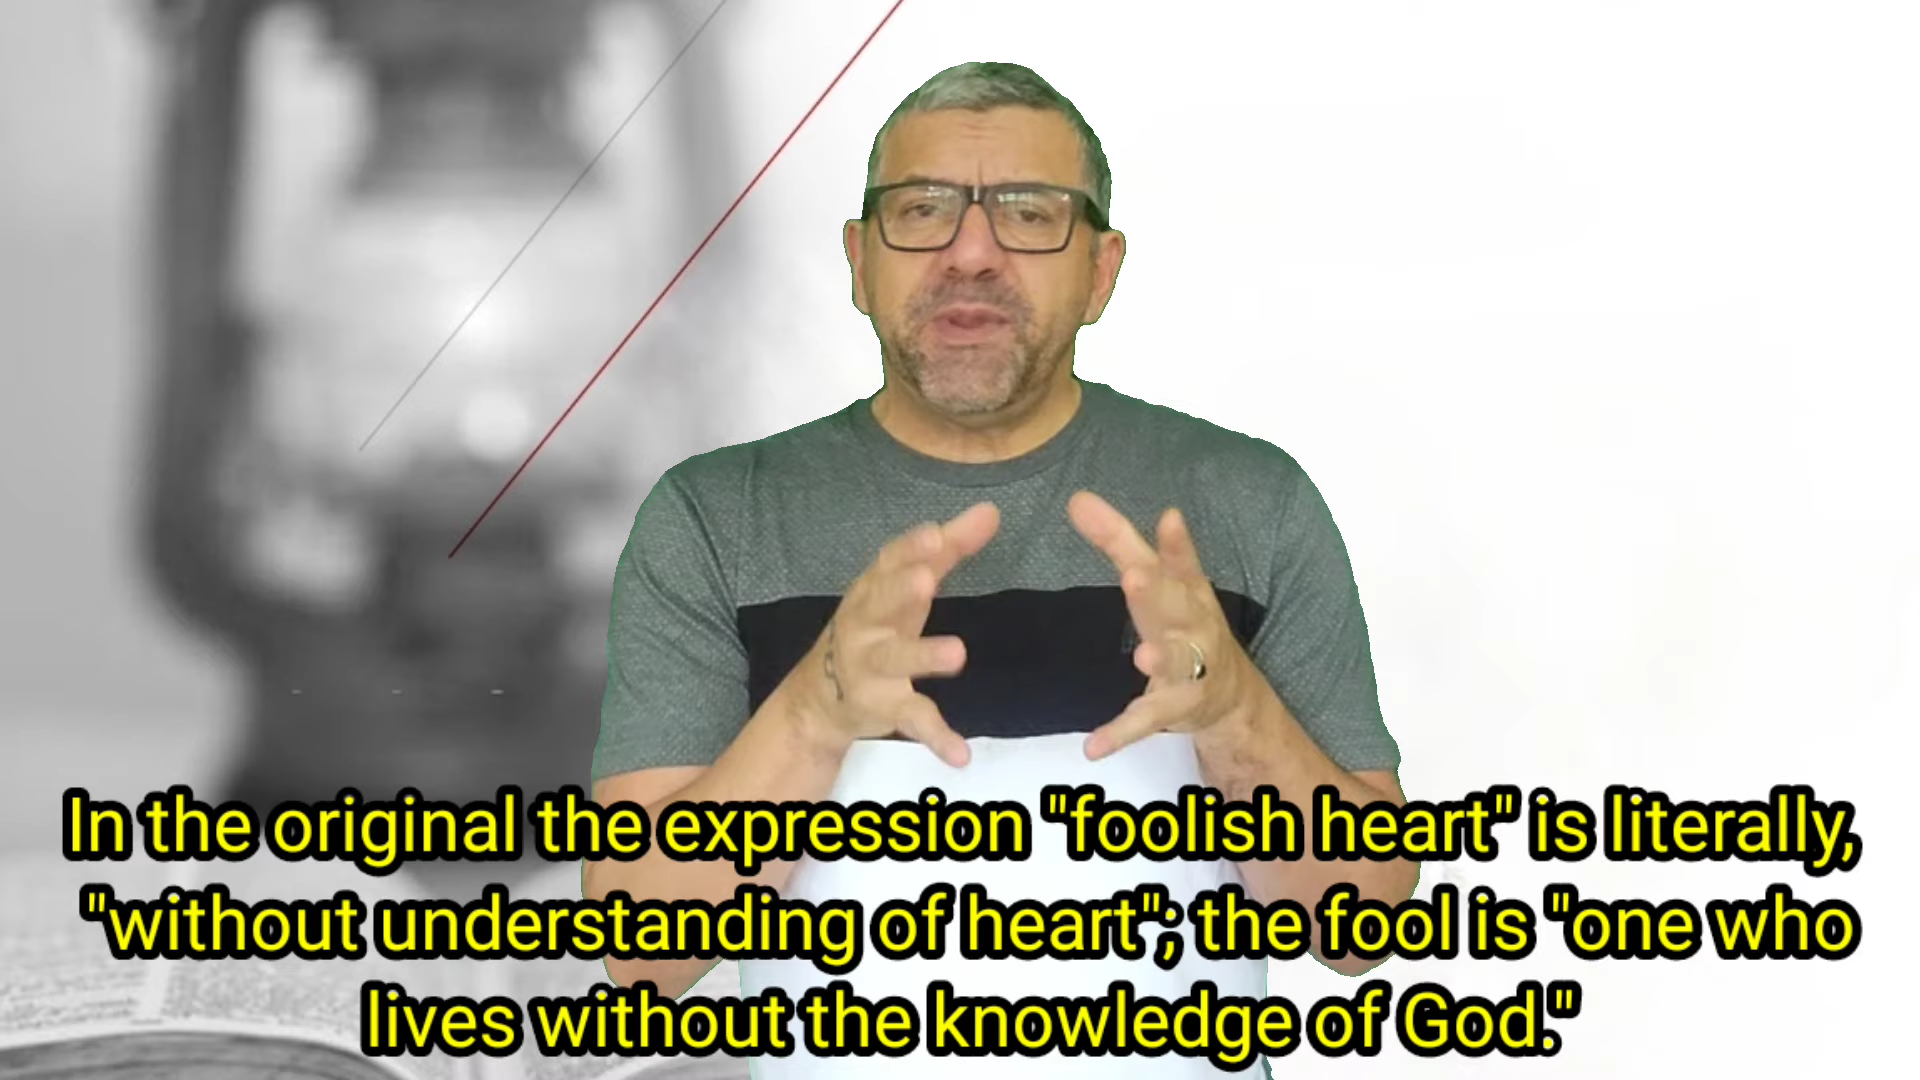 In the original the expression "foolish heart" is literally,
"without understanding of heart"; the fool is "one who
lives without the knowledge of God."